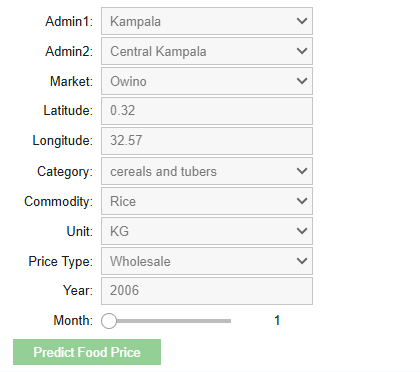 Admin1: Kampala
Admin2: Central Kampala
Market: Owino
Latitude: 0.32
Longitude: 32.57
Category: cereals and tubers
Commodity: Rice
Unit: KG
Price Type: Wholesale
Year: 2006
Month: 1
Predict Food Price